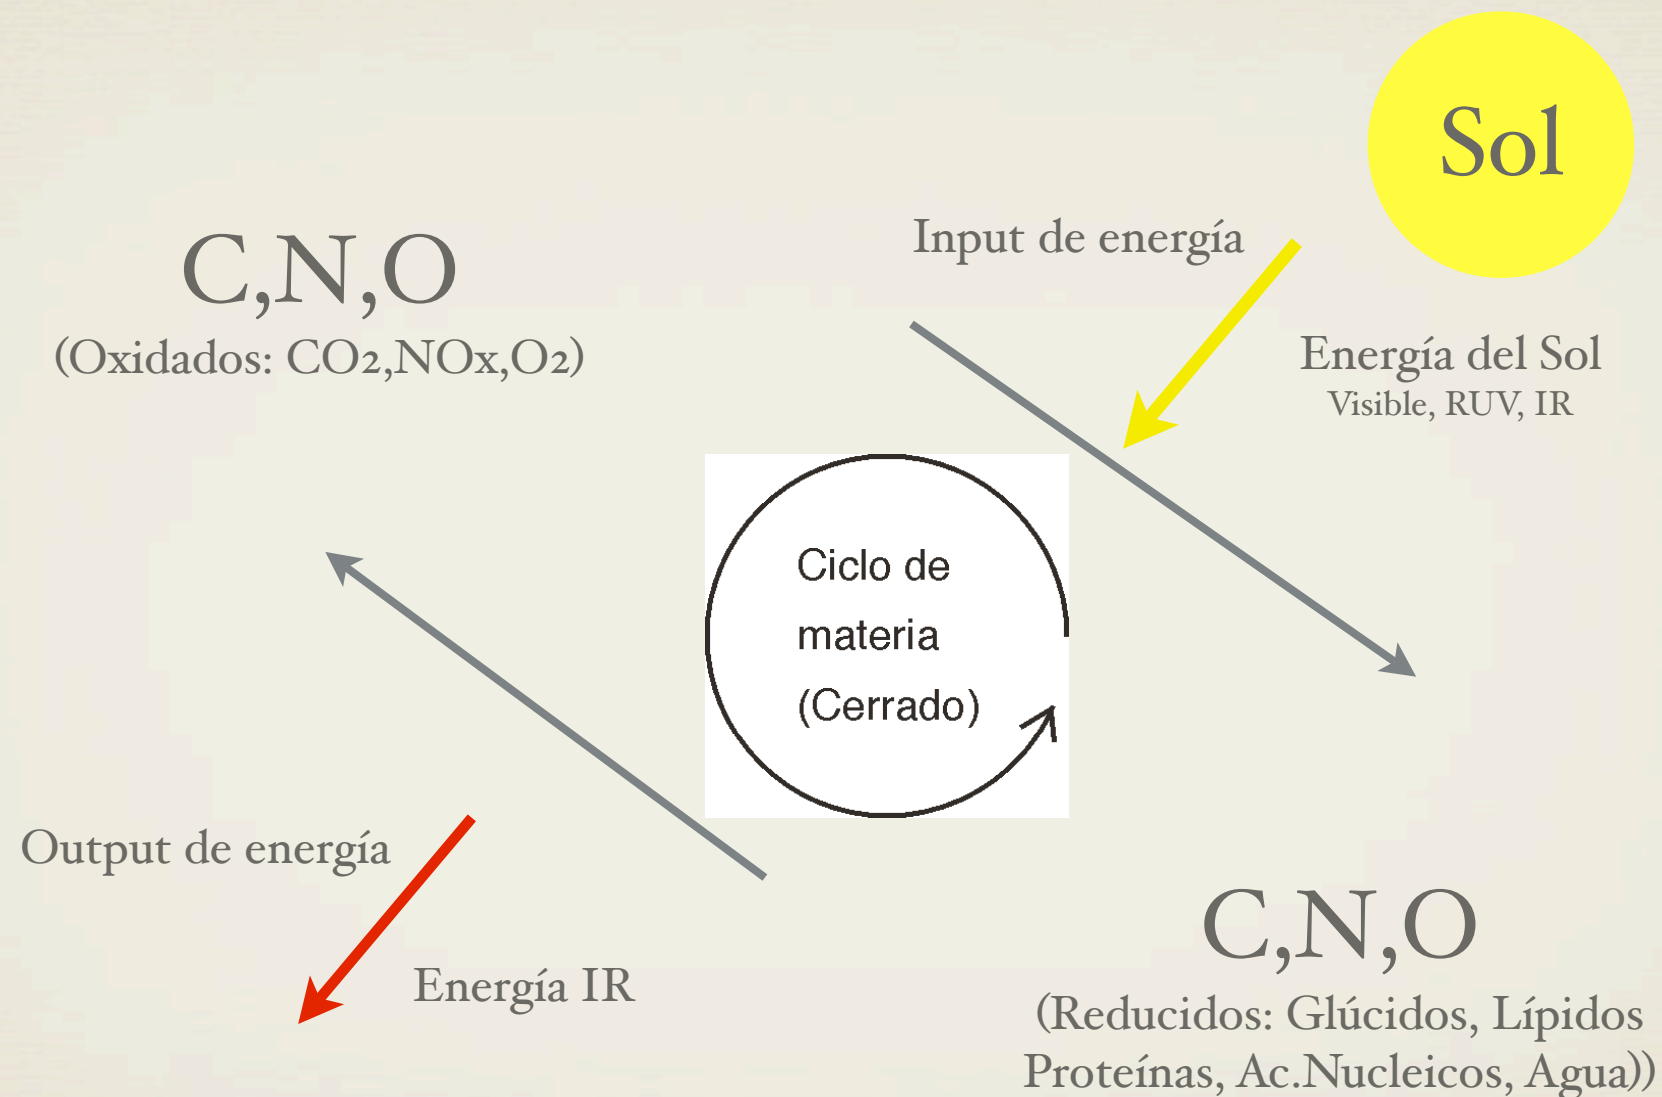 Sol
C,N,O
(Oxidados: CO2,NOx,O2)
Input de energía
Energía del Sol
Visible, RUV, IR
Ciclo de
materia
(Cerrado)
Output de energía
Energía IR
C,N,O
(Reducidos: Glúcidos, Lípidos
Proteínas, Ac.Nucleicos, Agua))